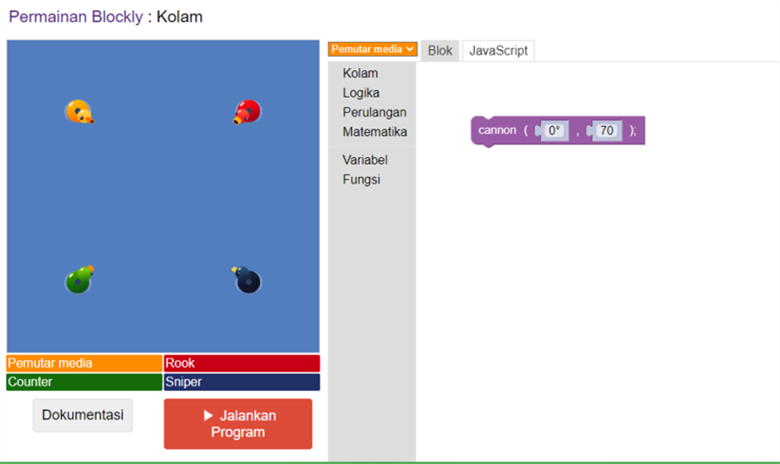 Permainan Blockly : Kolam
Pemutar media
Blok
JavaScript
Kolam
Logika
Perulangan
Matematika
Variabel
Fungsi
cannon ( 0° , 70 );
Pemutar media
Rook
Counter
Sniper
Dokumentasi
Jalankan
Program